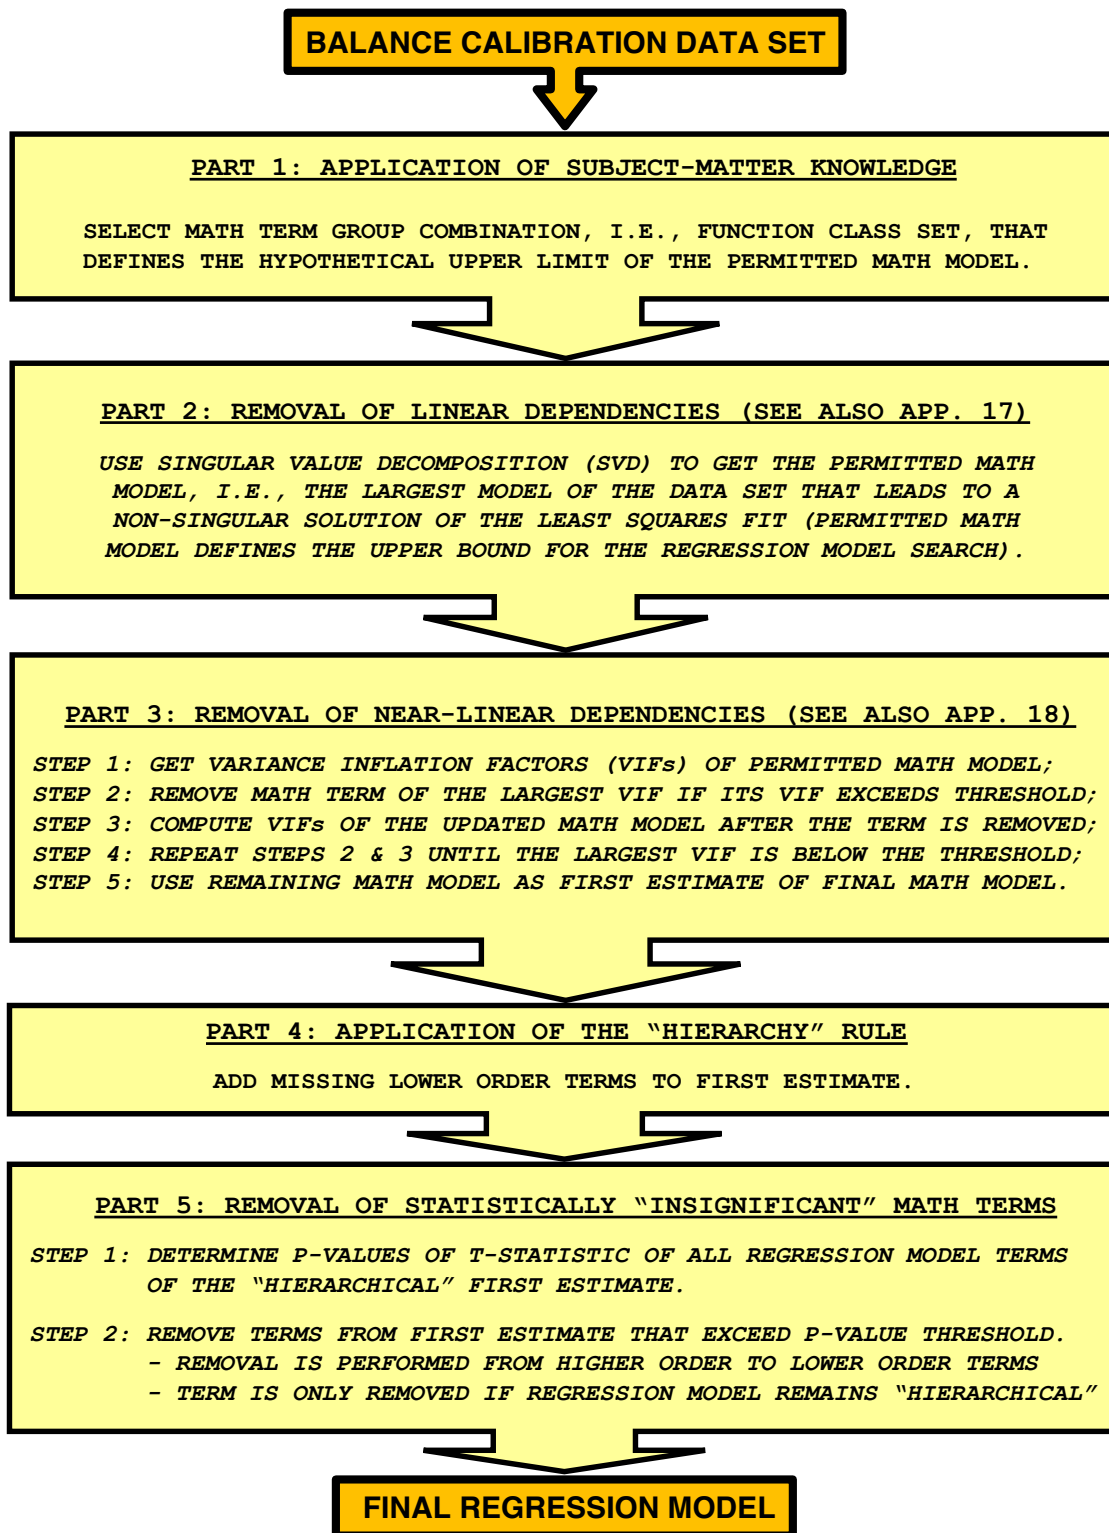 BALANCE CALIBRATION DATA SET
PART 1: APPLICATION OF SUBJECT-MATTER KNOWLEDGE
SELECT MATH TERM GROUP COMBINATION, I.E., FUNCTION CLASS SET, THAT
DEFINES THE HYPOTHETICAL UPPER LIMIT OF THE PERMITTED MATH MODEL.
PART 2: REMOVAL OF LINEAR DEPENDENCIES (SEE ALSO APP. 17)
USE SINGULAR VALUE DECOMPOSITION (SVD) TO GET THE PERMITTED MATH
MODEL, I.E., THE LARGEST MODEL OF THE DATA SET THAT LEADS TO A
NON-SINGULAR SOLUTION OF THE LEAST SQUARES FIT (PERMITTED MATH
MODEL DEFINES THE UPPER BOUND FOR THE REGRESSION MODEL SEARCH).
PART 3: REMOVAL OF NEAR-LINEAR DEPENDENCIES (SEE ALSO APP. 18)
STEP 1: GET VARIANCE INFLATION FACTORS (VIFs) OF PERMITTED MATH MODEL;
STEP 2: REMOVE MATH TERM OF THE LARGEST VIF IF ITS VIF EXCEEDS THRESHOLD;
STEP 3: COMPUTE VIFs OF THE UPDATED MATH MODEL AFTER THE TERM IS REMOVED;
STEP 4: REPEAT STEPS 2 & 3 UNTIL THE LARGEST VIF IS BELOW THE THRESHOLD;
STEP 5: USE REMAINING MATH MODEL AS FIRST ESTIMATE OF FINAL MATH MODEL.
PART 4: APPLICATION OF THE “HIERARCHY” RULE
ADD MISSING LOWER ORDER TERMS TO FIRST ESTIMATE.
PART 5: REMOVAL OF STATISTICALLY “INSIGNIFICANT” MATH TERMS
STEP 1: DETERMINE P-VALUES OF T-STATISTIC OF ALL REGRESSION MODEL TERMS
OF THE “HIERARCHICAL” FIRST ESTIMATE.
STEP 2: REMOVE TERMS FROM FIRST ESTIMATE THAT EXCEED P-VALUE THRESHOLD.
- REMOVAL IS PERFORMED FROM HIGHER ORDER TO LOWER ORDER TERMS
- TERM IS ONLY REMOVED IF REGRESSION MODEL REMAINS “HIERARCHICAL”
FINAL REGRESSION MODEL